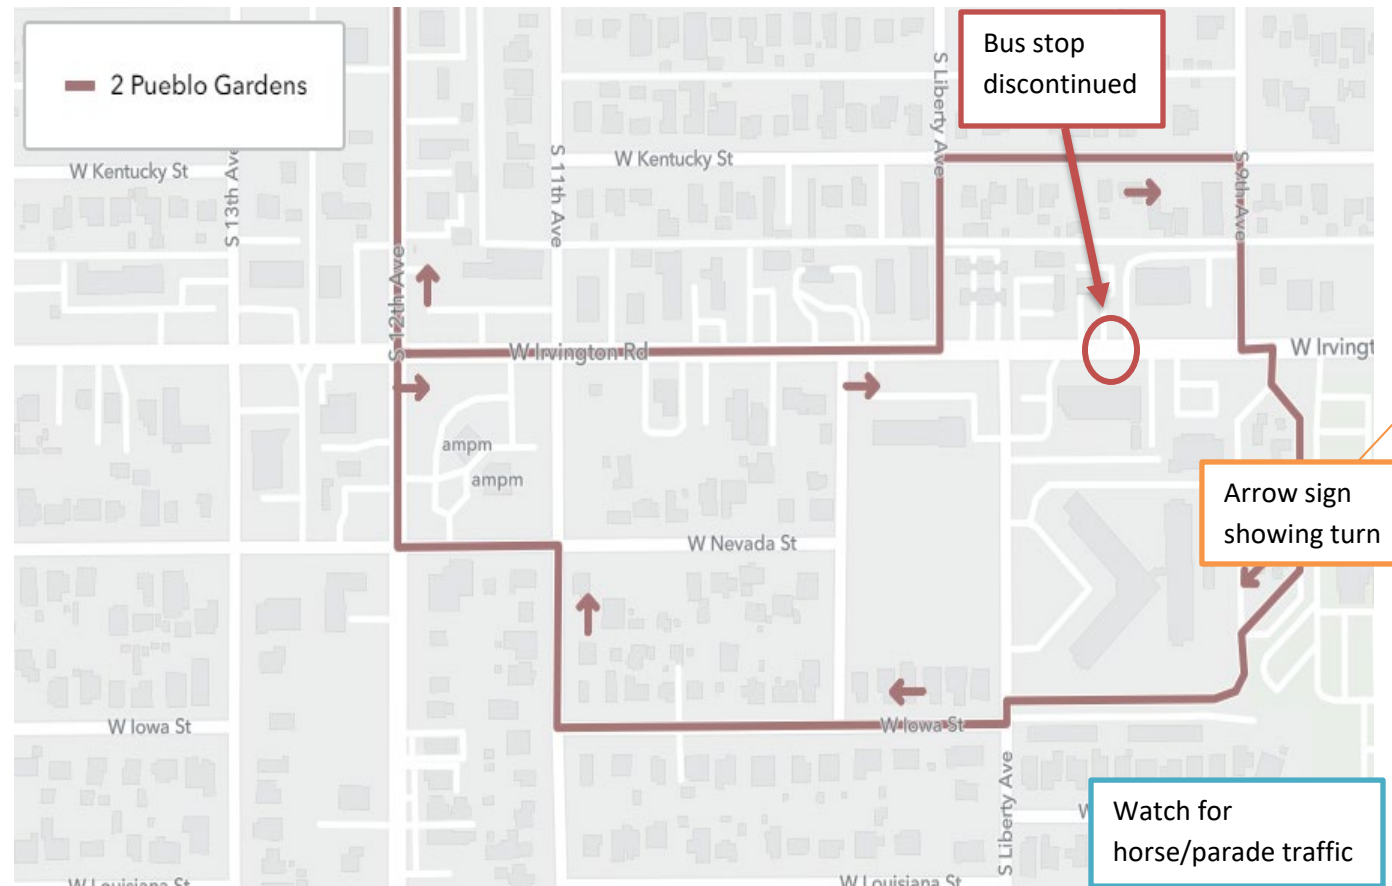 2 Pueblo Gardens
Bus stop
discontinued
S Liberty Ave
W Kentucky St
S 13th Ave
S 11th Ave
W Kentucky St
S 9th Ave
S 12th Ave
W Irvington Rd
W Irvingt
ampm
ampm
Arrow sign
showing turn
W Nevada St
W Iowa St
W Iowa St
S Liberty Ave
W
Watch for
horse/parade traffic
W Louisiana St
W Louisiana St